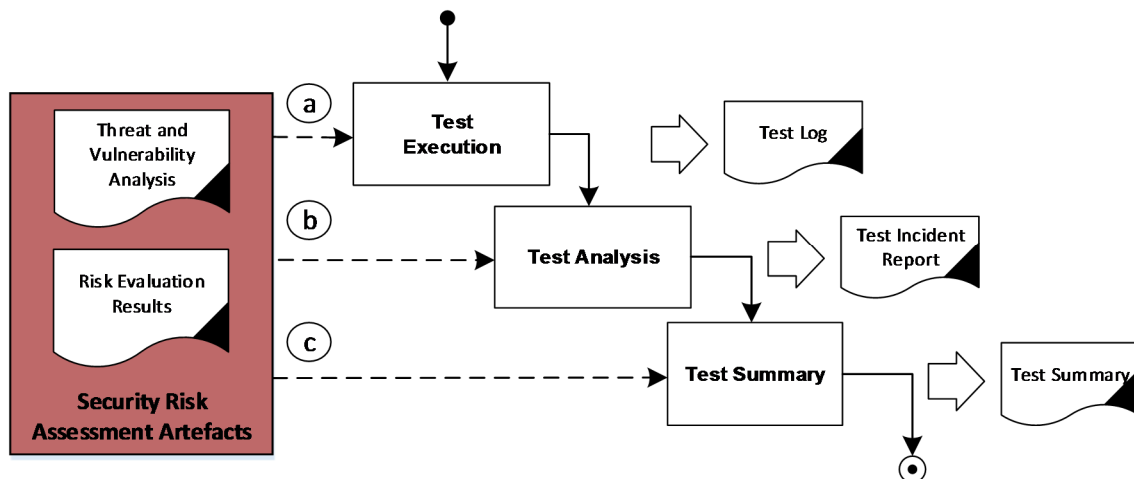 Threat and
Vulnerability
Analysis
Risk Evaluation
Results
Security Risk
Assessment Artefacts
a
b
c
Test
Execution
Test Log
Test Analysis
Test Incident
Report
Test Summary
Test Summary